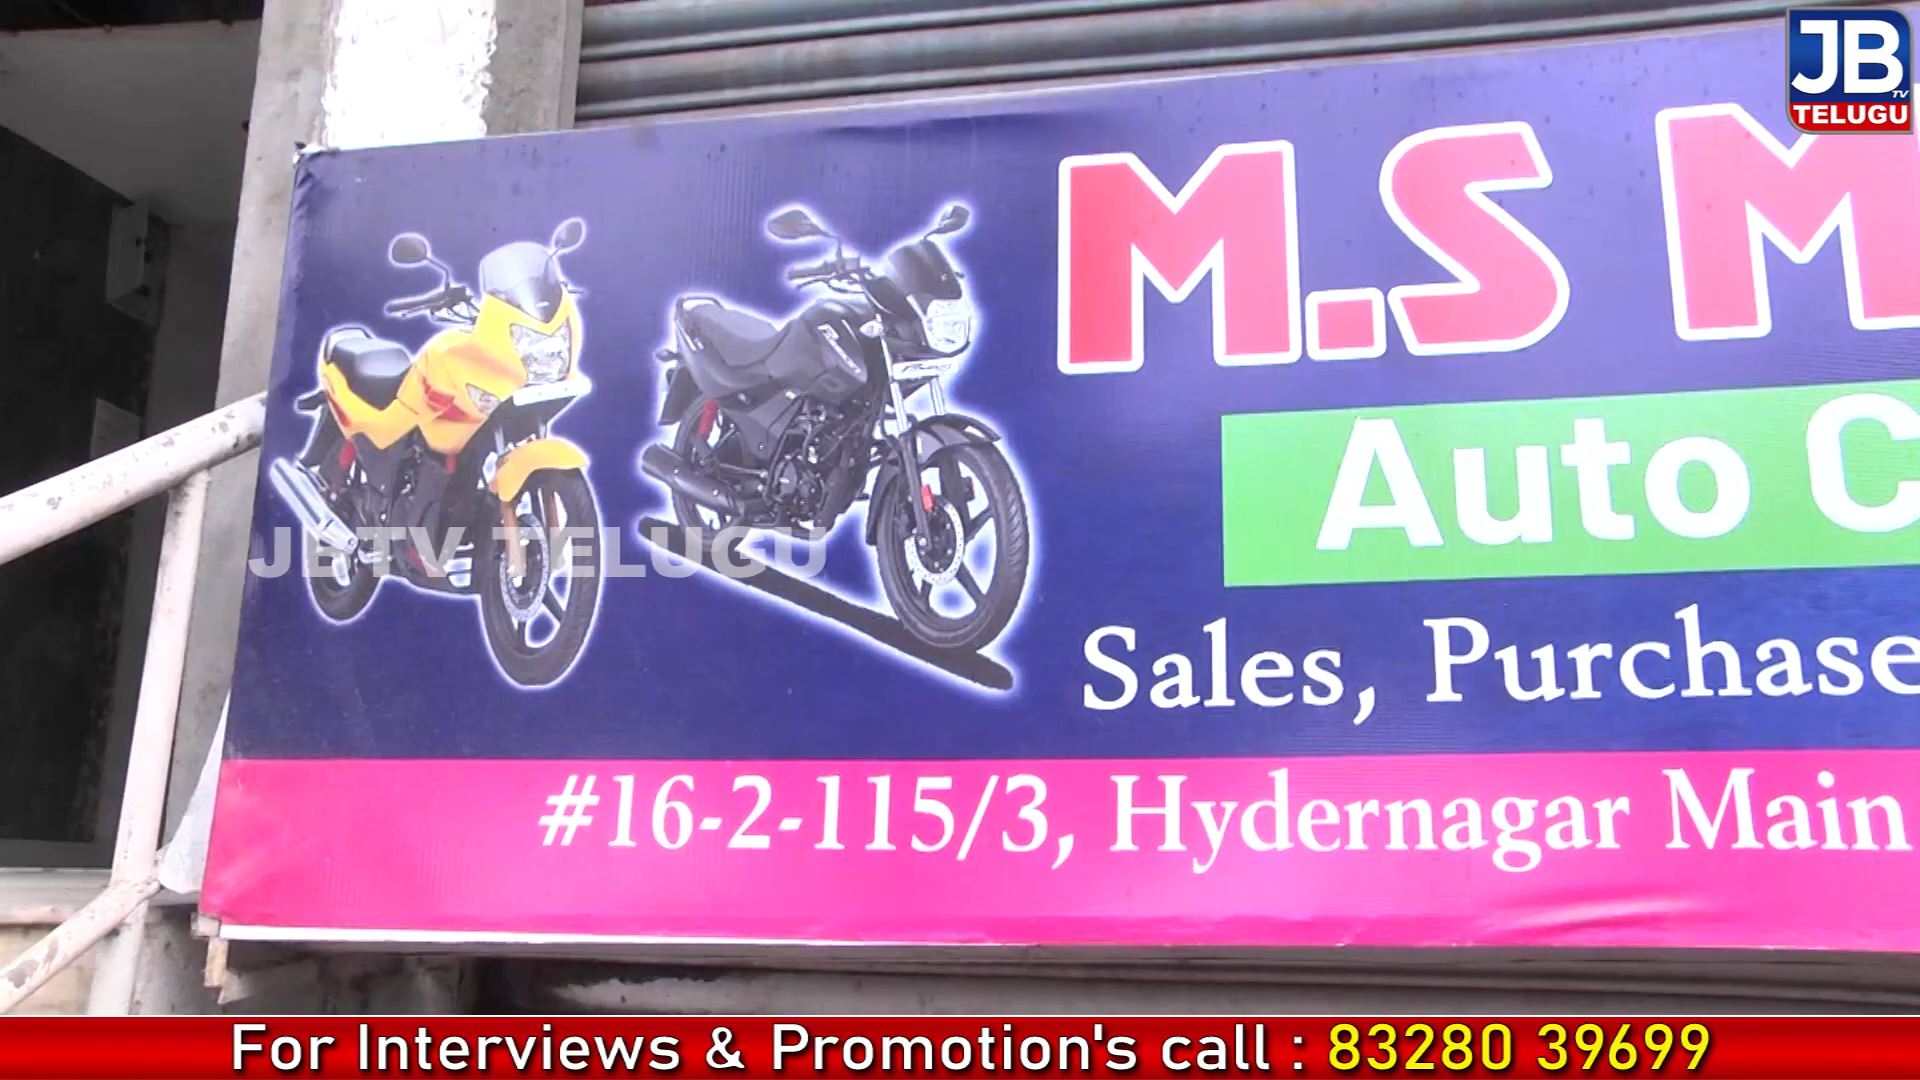 JB
TV
TELUGU
M.S M
Auto C
JBTV TELUGU
Sales, Purchase
#16-2-115/3, Hydernagar Main
For Interviews & Promotion's call : 83280 39699